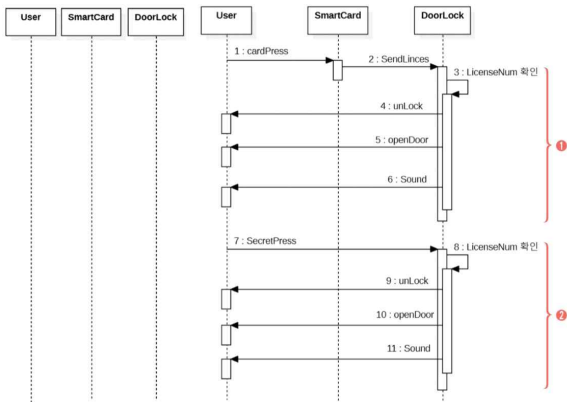 User
SmartCard
DoorLock
User
SmartCard
DoorLock
1 : cardPress
2 : SendLinces
3 : LicenseNum 확인
4 : unLock
5 : openDoor
6 : Sound
1
7 : SecretPress
8 : LicenseNum 확인
9 : unLock
10 : openDoor
11 : Sound
2